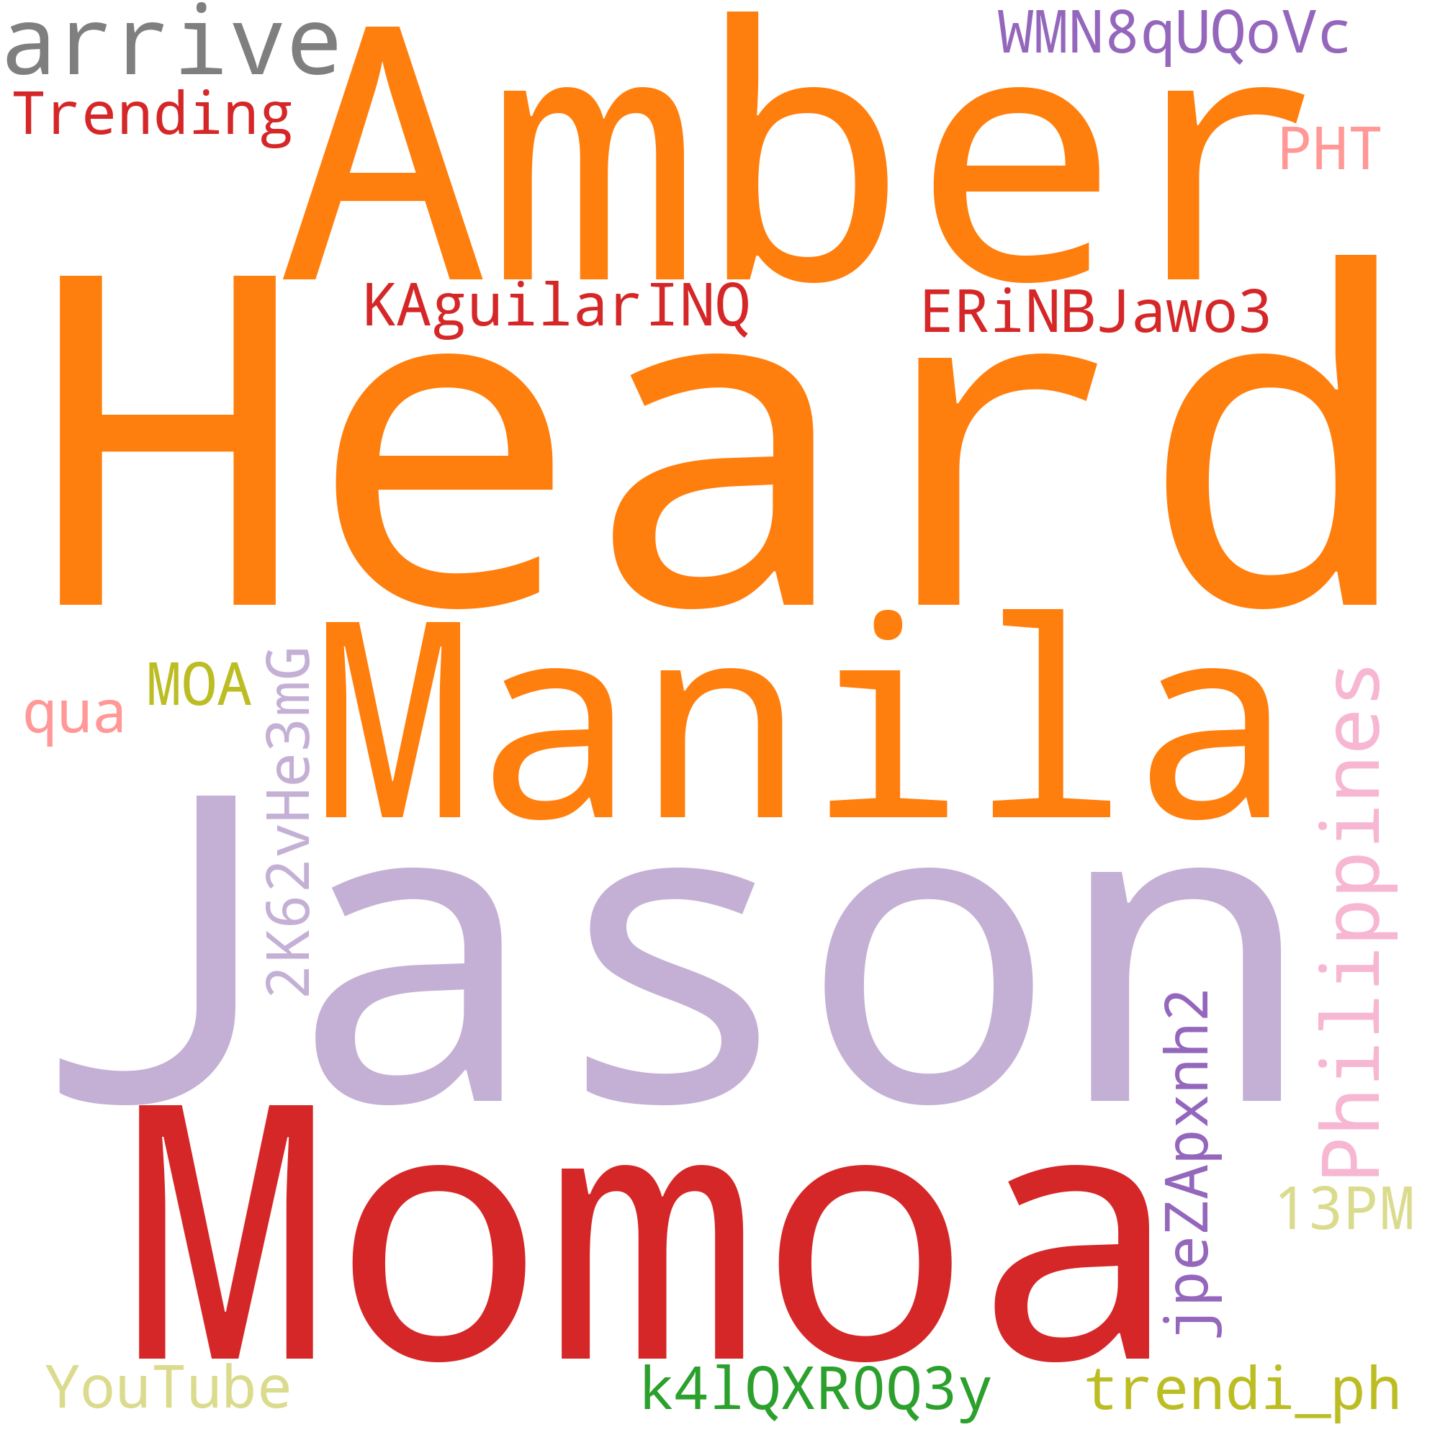 arrive
WMN8qUQoVc
Trending
Amber
PHT
KAguilarINQ
ERiNBJawo3
Heard
Manila
MOA
qua
2K62vHe3mG
Philippines
Jason
jpeZApxnh2
Momoa
13PM
YouTube
k4lQXR0Q3y
trendi_ph